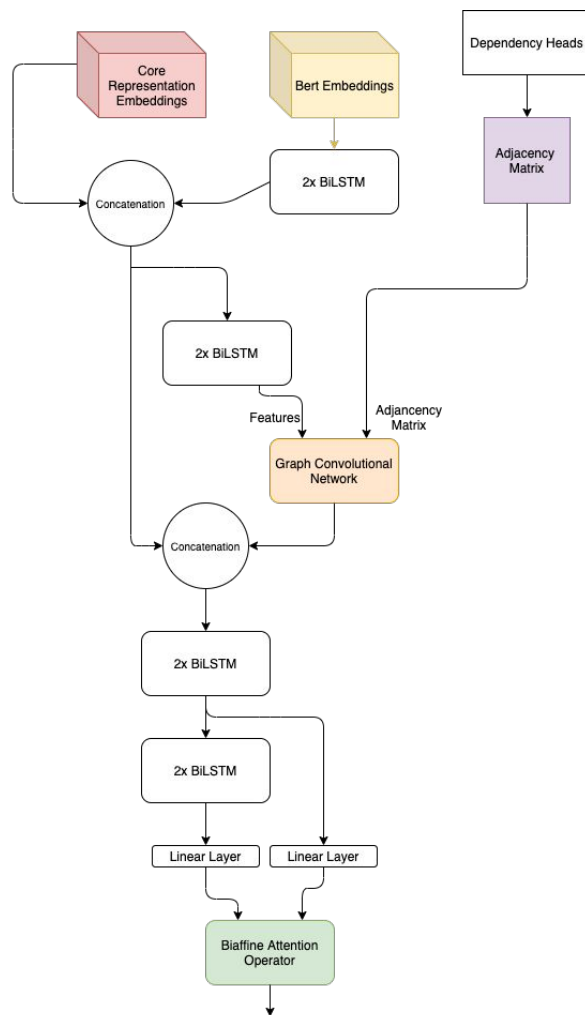 Core
Representation
Embeddings
Bert Embeddings
Dependency Heads
Adjacency
Matrix
2x BiLSTM
Concatenation
2x BiLSTM
Features
Adjancency
Matrix
Graph Convolutional
Network
Concatenation
2x BiLSTM
2x BiLSTM
Linear Layer
Linear Layer
Biaffine Attention
Operator